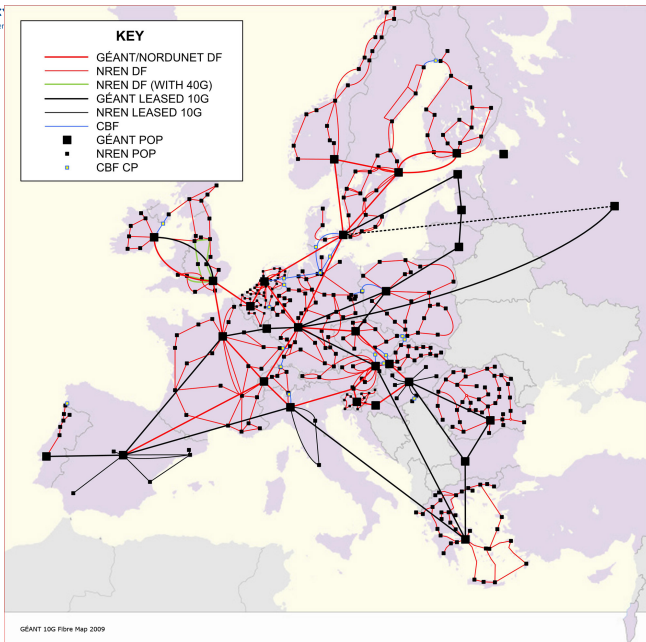 KEY
GÉANT/NORDUNET DF
NREN DF
NREN DF (WITH 40G)
GÉANT LEASED 10G
NREN LEASED 10G
CBF
GÉANT POP
NREN POP
CBF CP
GÉANT 10G Fibre Map 2009